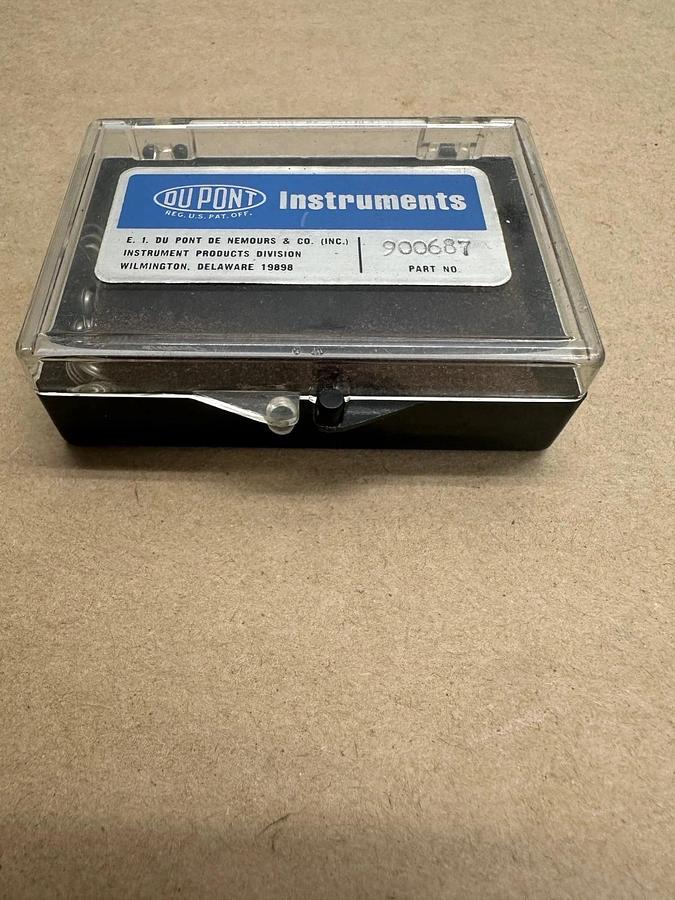 DU PONT Instruments
REG. U.S. PAT. OFF.
E. I. DU PONT DE NEMOURS & CO. (INC.)
INSTRUMENT PRODUCTS DIVISION
WILMINGTON, DELAWARE 19898
900687
PART NO.